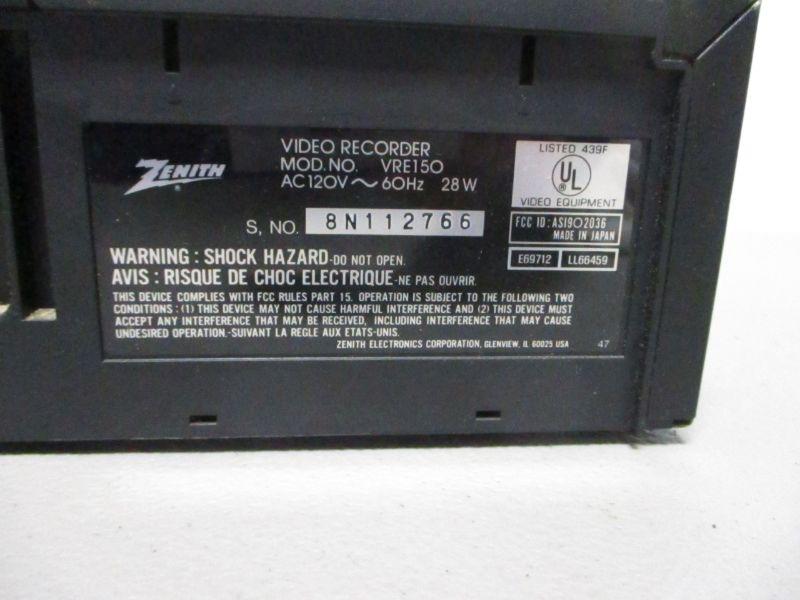 ZENITH
®
VIDEO RECORDER
MOD. NO. VRE150
AC120V ~ 60Hz 28W
S, NO. 8N112766
LISTED 439F
UL
®
VIDEO EQUIPMENT
FCC ID: ASI9O2036
MADE IN JAPAN
E69712 LL66459
WARNING : SHOCK HAZARD-DO NOT OPEN.
AVIS : RISQUE DE CHOC ELECTRIQUE-NE PAS OUVRIR.
THIS DEVICE COMPLIES WITH FCC RULES PART 15. OPERATION IS SUBJECT TO THE FOLLOWING TWO
CONDITIONS : (1) THIS DEVICE MAY NOT CAUSE HARMFUL INTERFERENCE AND (2) THIS DEVICE MUST
ACCEPT ANY INTERFERENCE THAT MAY BE RECEIVED, INCLUDING INTERFERENCE THAT MAY CAUSE
UNDESIRED OPERATION.-SUIVANT LA REGLE AUX ETATS-UNIS.
ZENITH ELECTRONICS CORPORATION, GLENVIEW, IL 60025 USA 47